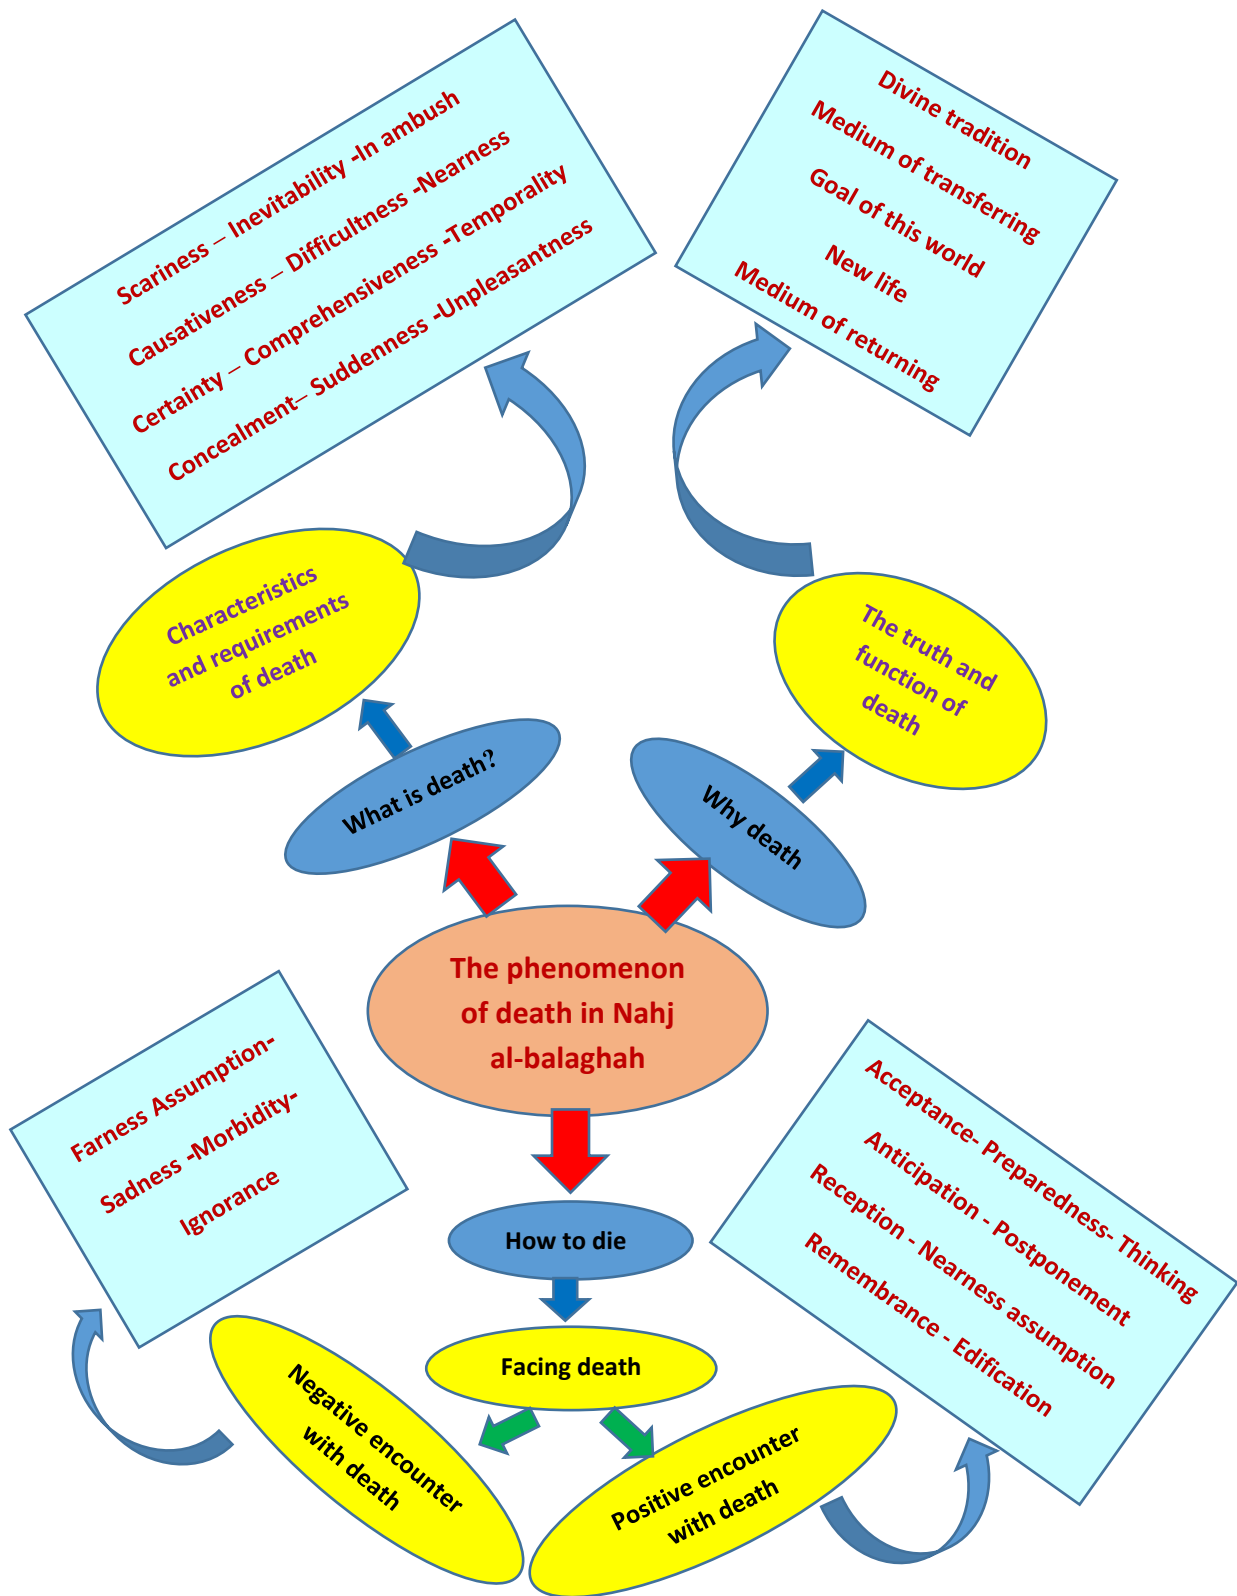 Scariness – Inevitability -In ambush
Causativeness – Difficultness -Nearness
Certainty – Comprehensiveness -Temporality
Concealment– Suddenness -Unpleasantness
Divine tradition
Medium of transferring
Goal of this world
New life
Medium of returning
Characteristics
and requirements
of death
The truth and
function of
death
What is death?
Why death
The phenomenon
of death in Nahj
al-balaghah
Farness Assumption-
Sadness -Morbidity-
Ignorance
Acceptance- Preparedness- Thinking
Anticipation - Postponement
Reception - Nearness assumption
Remembrance - Edification
How to die
Facing death
Negative encounter
with death
Positive encounter
with death